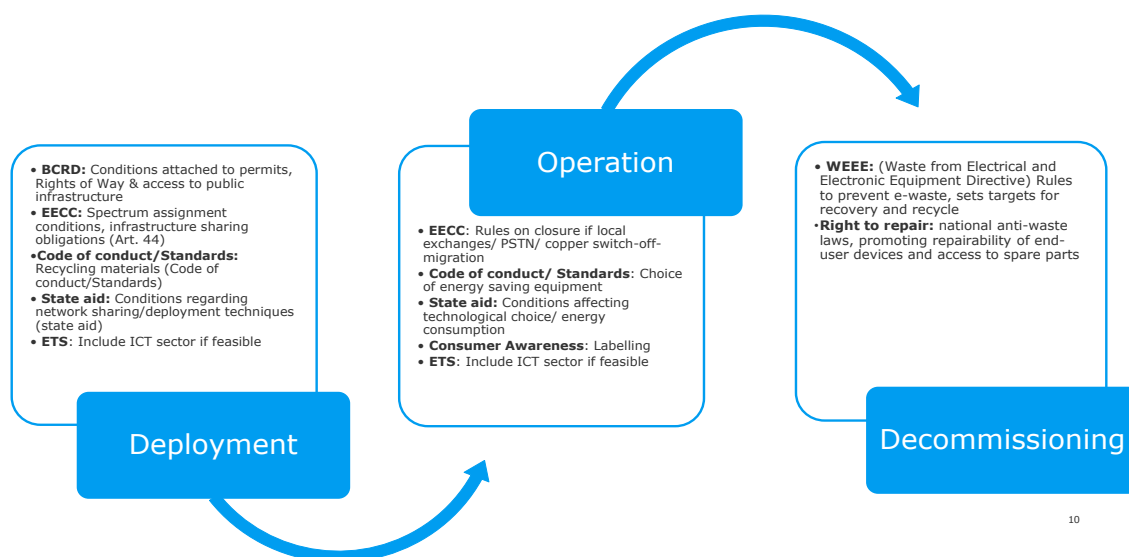 • BCRD: Conditions attached to permits,
Rights of Way & access to public
infrastructure
• EECC: Spectrum assignment
conditions, infrastructure sharing
obligations (Art. 44)
•Code of conduct/Standards:
Recycling materials (Code of
conduct/Standards)
• State aid: Conditions regarding
network sharing/deployment techniques
(state aid)
• ETS: Include ICT sector if feasible
Deployment
Operation
• EECC: Rules on closure if local
exchanges/ PSTN/ copper switch-off-
migration
• Code of conduct/ Standards: Choice
of energy saving equipment
• State aid: Conditions affecting
technological choice/ energy
consumption
• Consumer Awareness: Labelling
• ETS: Include ICT sector if feasible
• WEEE: (Waste from Electrical and
Electronic Equipment Directive) Rules
to prevent e-waste, sets targets for
recovery and recycle
•Right to repair: national anti-waste
laws, promoting repairability of end-
user devices and access to spare parts
Decommissioning
10